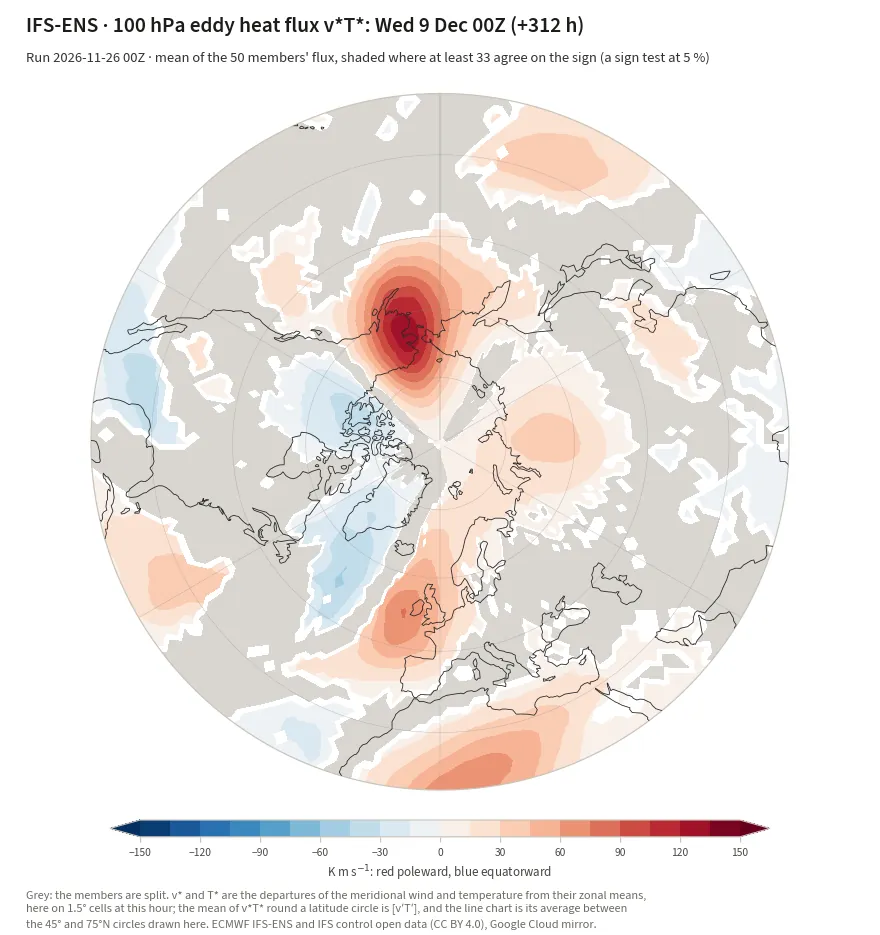 IFS-ENS · 100 hPa eddy heat flux v*T*: Wed 9 Dec 00Z (+312 h)
Run 2026-11-26 00Z · mean of the 50 members' flux, shaded where at least 33 agree on the sign (a sign test at 5 %)
−150 −120 −90 −60 −30 0 30 60 90 120 150
K m s⁻¹: red poleward, blue equatorward
Grey: the members are split. v* and T* are the departures of the meridional wind and temperature from their zonal means,
here on 1.5° cells at this hour; the mean of v*T* round a latitude circle is [v′T′], and the line chart is its average between
the 45° and 75°N circles drawn here. ECMWF IFS-ENS and IFS control open data (CC BY 4.0), Google Cloud mirror.